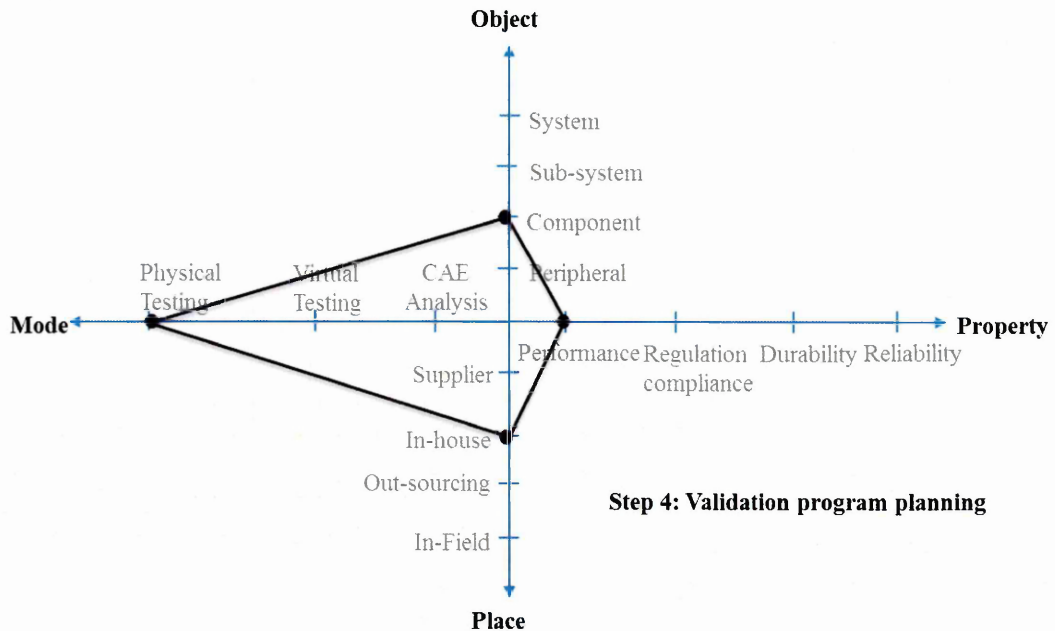 Object
System
Sub-system
Component
Physical
Testing
Virtual
Testing
CAE
Analysis
Peripheral
Mode
Property
Performance
Regulation
compliance
Durability
Reliability
Supplier
In-house
Out-sourcing
In-Field
Step 4: Validation program planning
Place